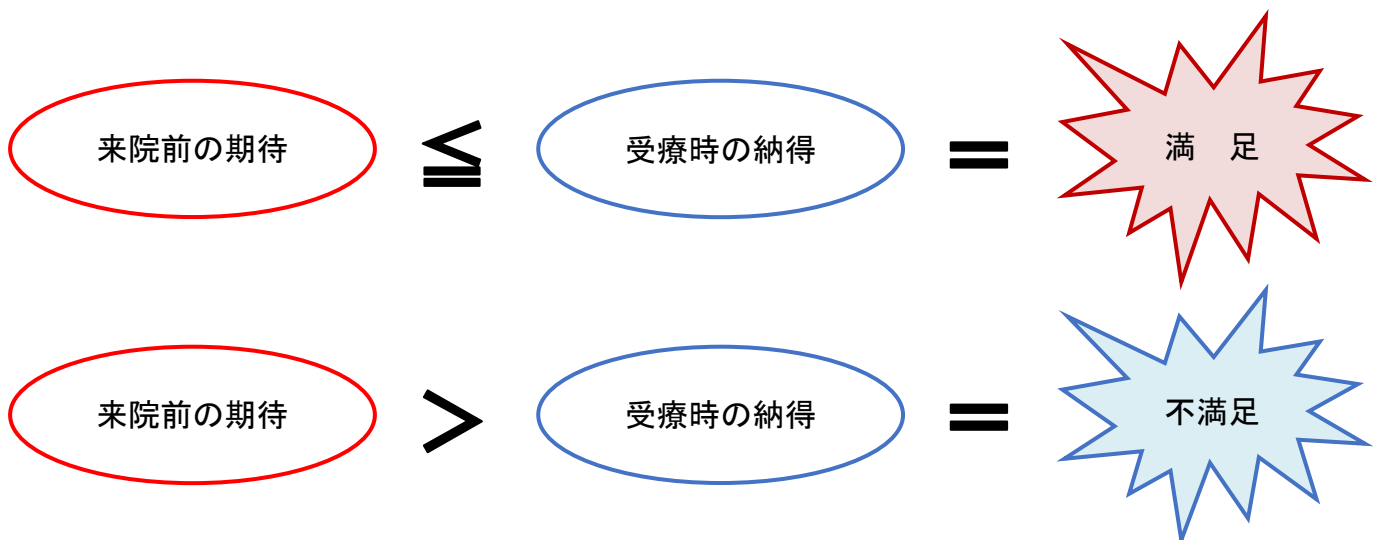 来院前の期待 ≦ 受療時の納得 = 満　足
来院前の期待 > 受療時の納得 = 不満足